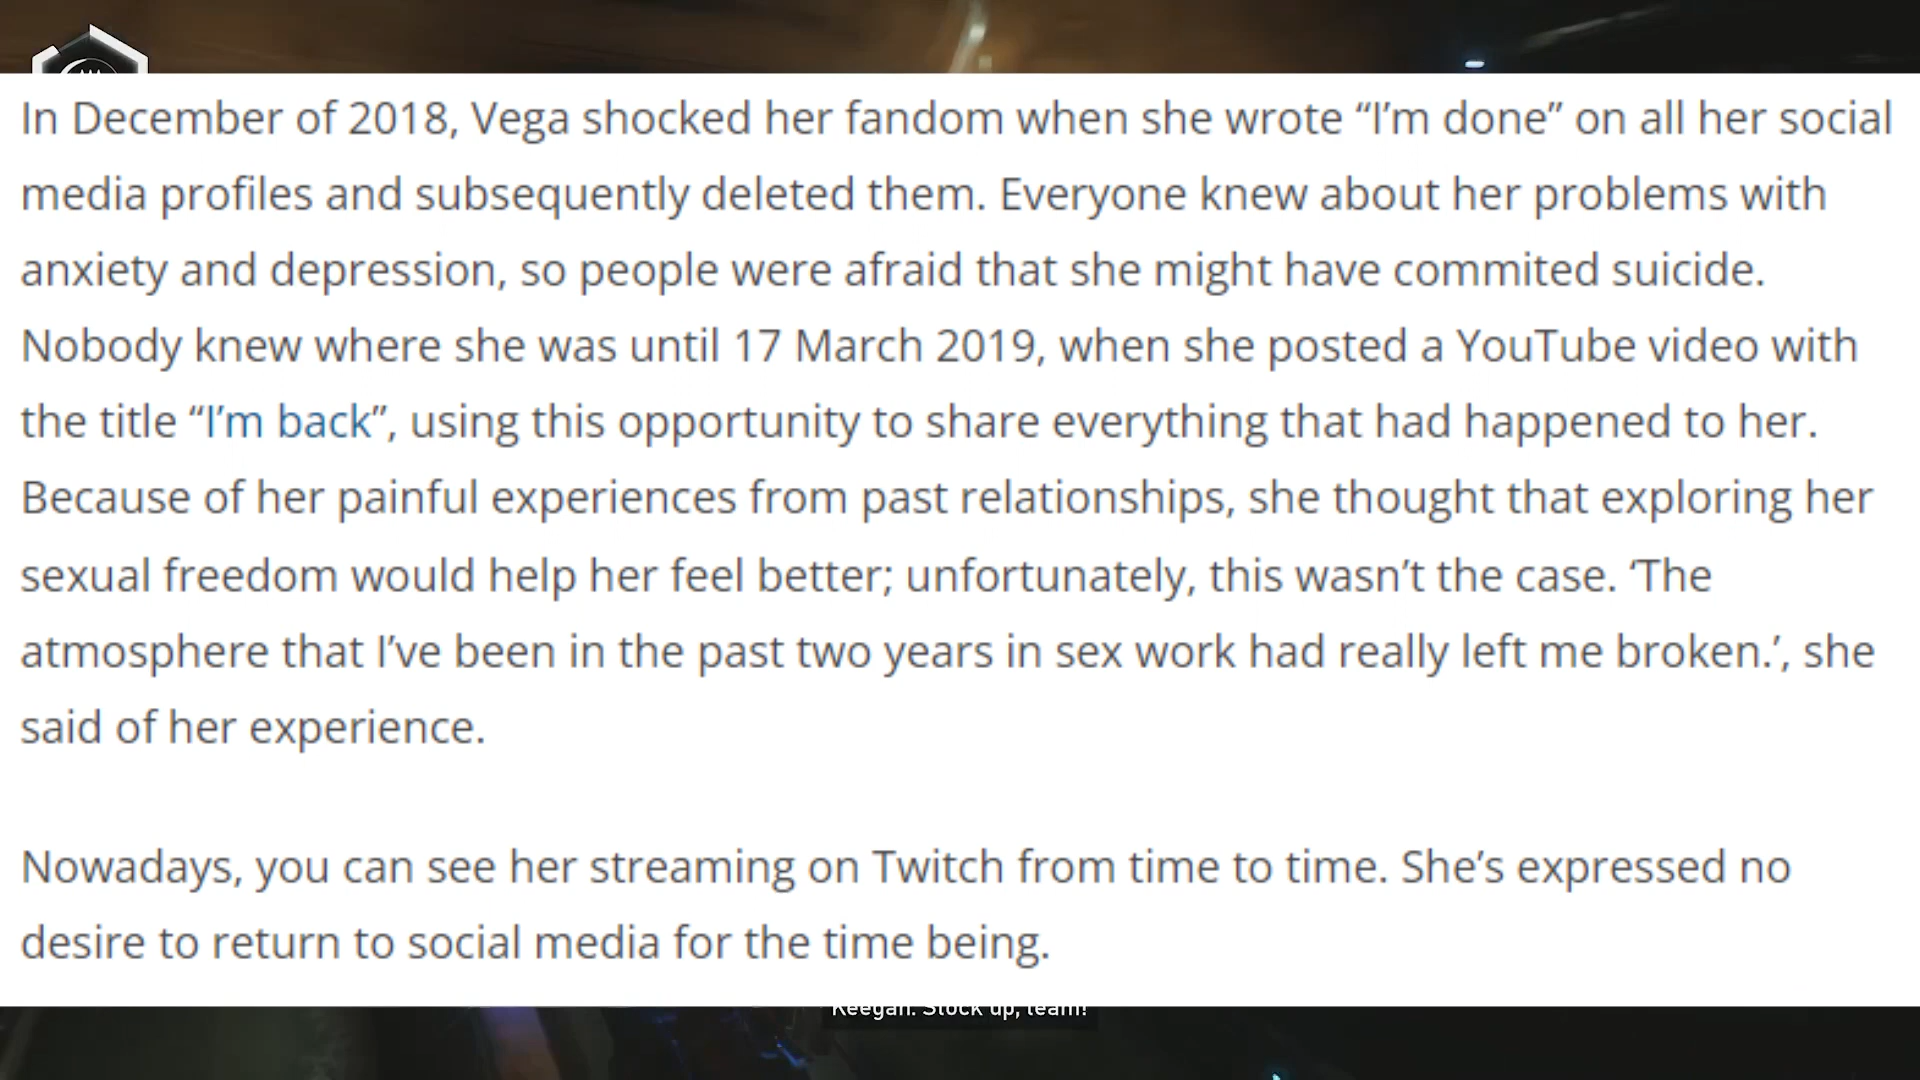 In December of 2018, Vega shocked her fandom when she wrote “I’m done” on all her social
media profiles and subsequently deleted them. Everyone knew about her problems with
anxiety and depression, so people were afraid that she might have commited suicide.
Nobody knew where she was until 17 March 2019, when she posted a YouTube video with
the title “I’m back”, using this opportunity to share everything that had happened to her.
Because of her painful experiences from past relationships, she thought that exploring her
sexual freedom would help her feel better; unfortunately, this wasn’t the case. ‘The
atmosphere that I’ve been in the past two years in sex work had really left me broken.’, she
said of her experience.
Nowadays, you can see her streaming on Twitch from time to time. She’s expressed no
desire to return to social media for the time being.
Keegan. Stock up, team!